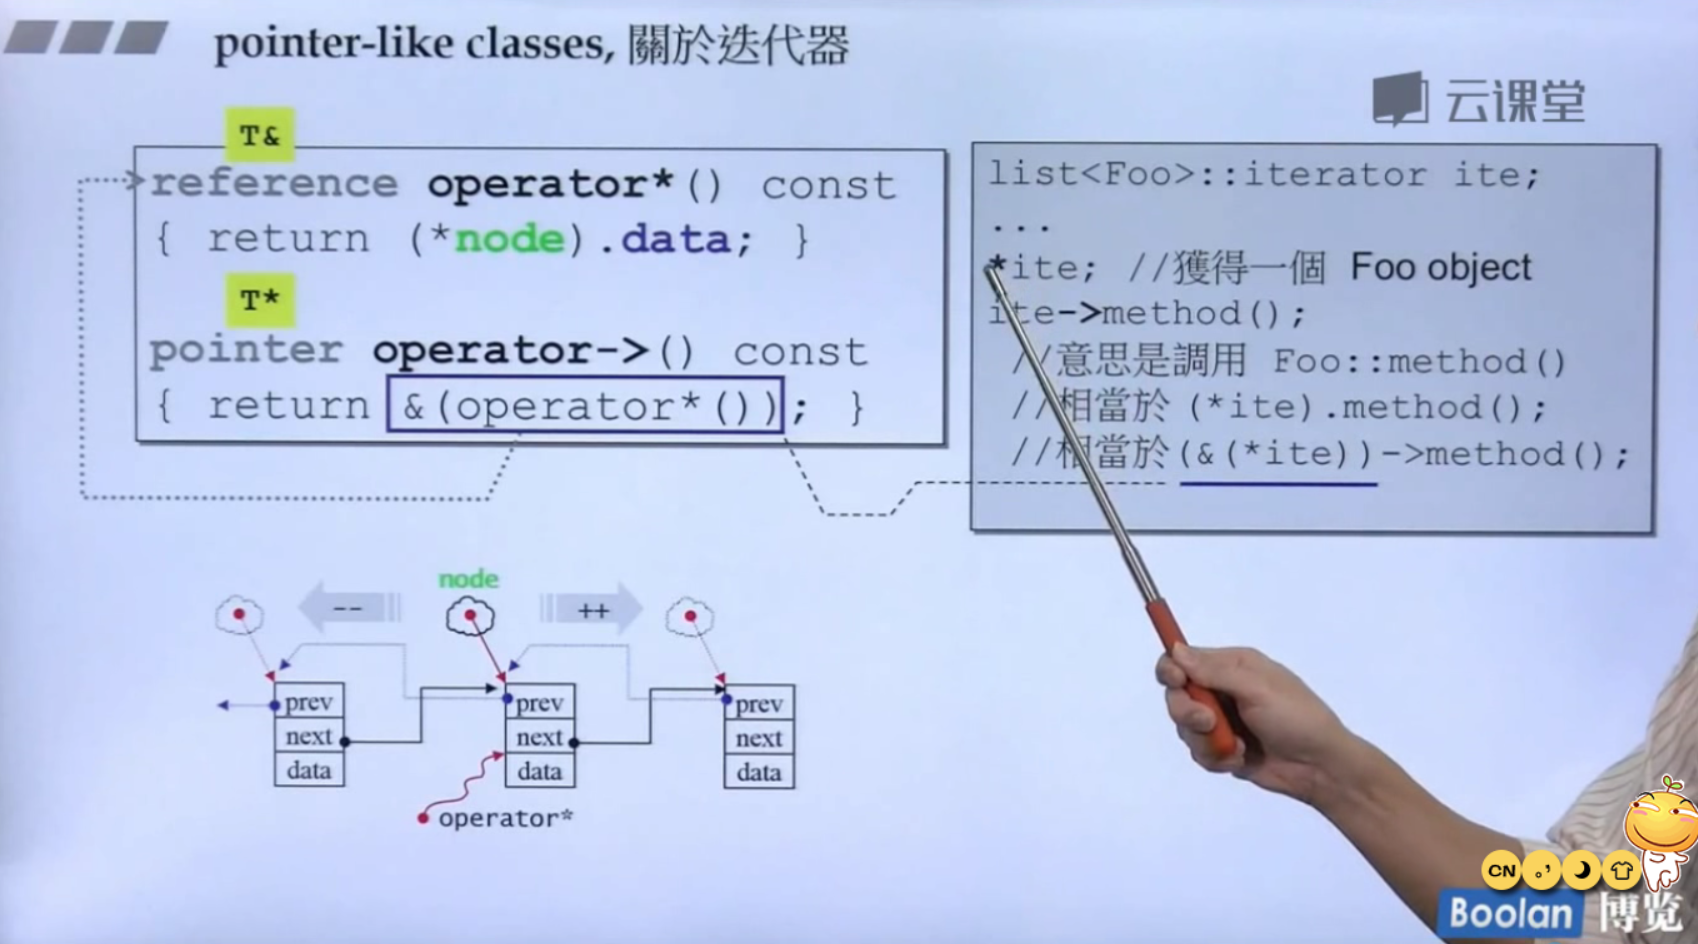 pointer-like classes, 關於迭代器
云课堂
T&
reference operator*() const
{ return (*node).data; }
T*
pointer operator->() const
{ return &(operator*()); }
list<Foo>::iterator ite;
...
*ite; //獲得一個 Foo object
ite->method();
//意思是調用 Foo::method()
//相當於 (*ite).method();
//相當於(&(*ite))->method();
node
-- ++
prev prev prev
next next next
data data data
operator*
CN
Boolan 博览